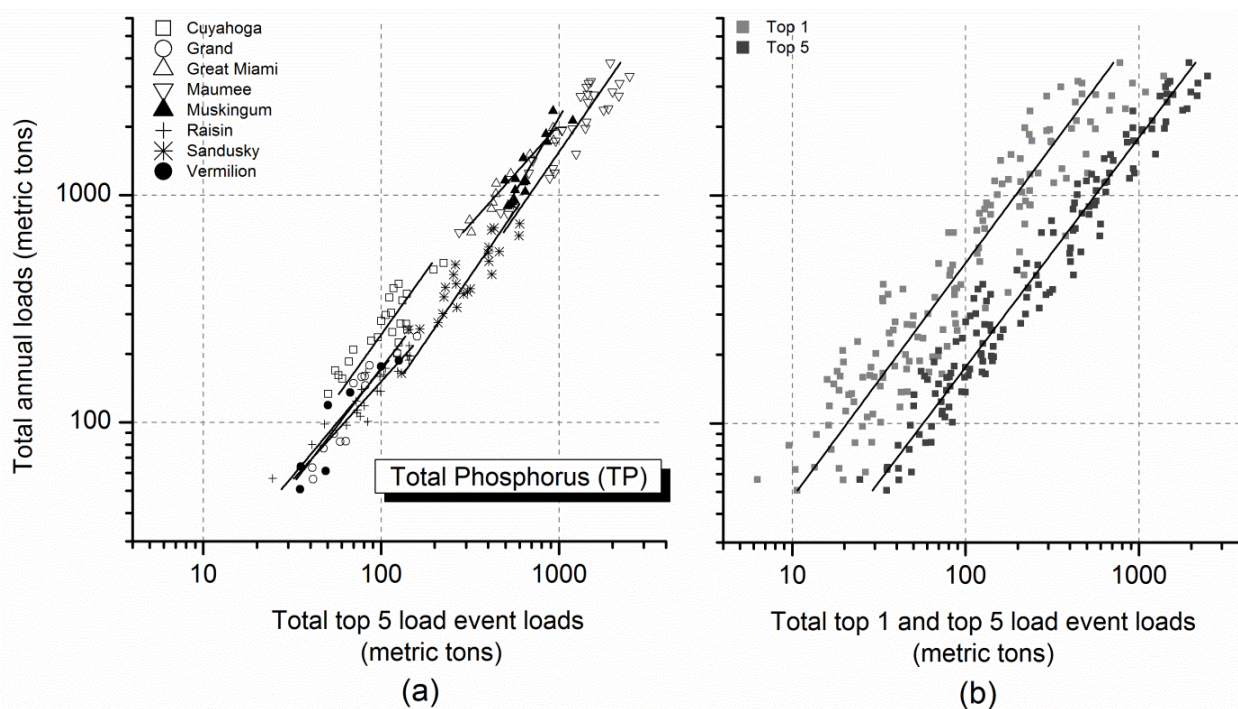 Total annual loads (metric tons)
1000
100
Cuyahoga
Grand
Great Miami
Maumee
Muskingum
Raisin
Sandusky
Vermilion
Total Phosphorus (TP)
10
100
1000
Total top 5 load event loads
(metric tons)
(a)
Top 1
Top 5
10
100
1000
Total top 1 and top 5 load event loads
(metric tons)
(b)